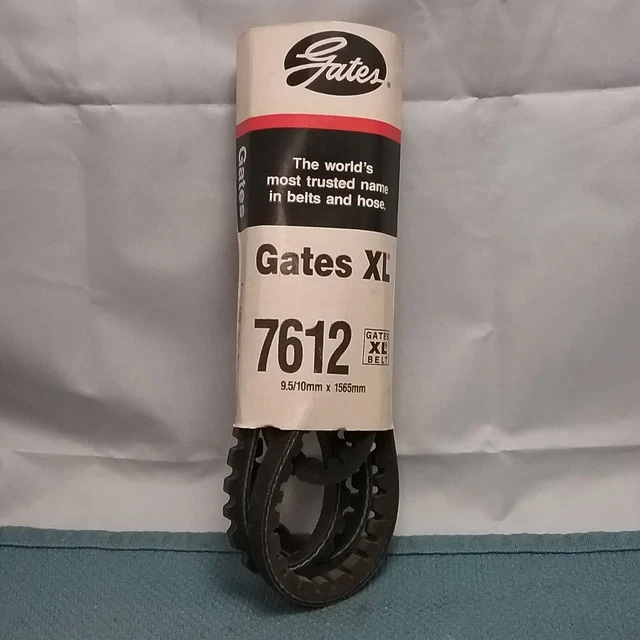 Gates®
Gates
The world's
most trusted name
in belts and hose.
Gates XL®
7612
GATES
XL®
BELT
9.5/10mm x 1565mm